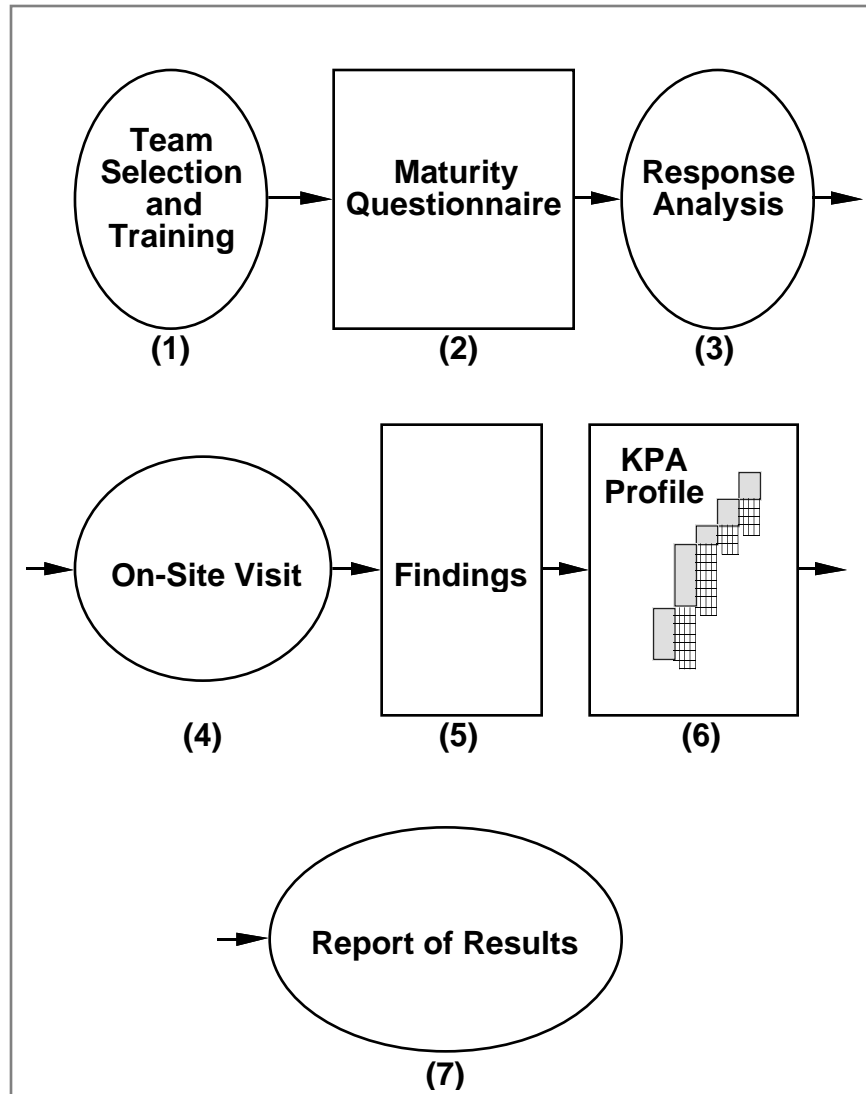 Team
Selection
and
Training
(1)
Maturity
Questionnaire
(2)
Response
Analysis
(3)
On-Site Visit
(4)
Findings
(5)
KPA
Profile
(6)
Report of Results
(7)